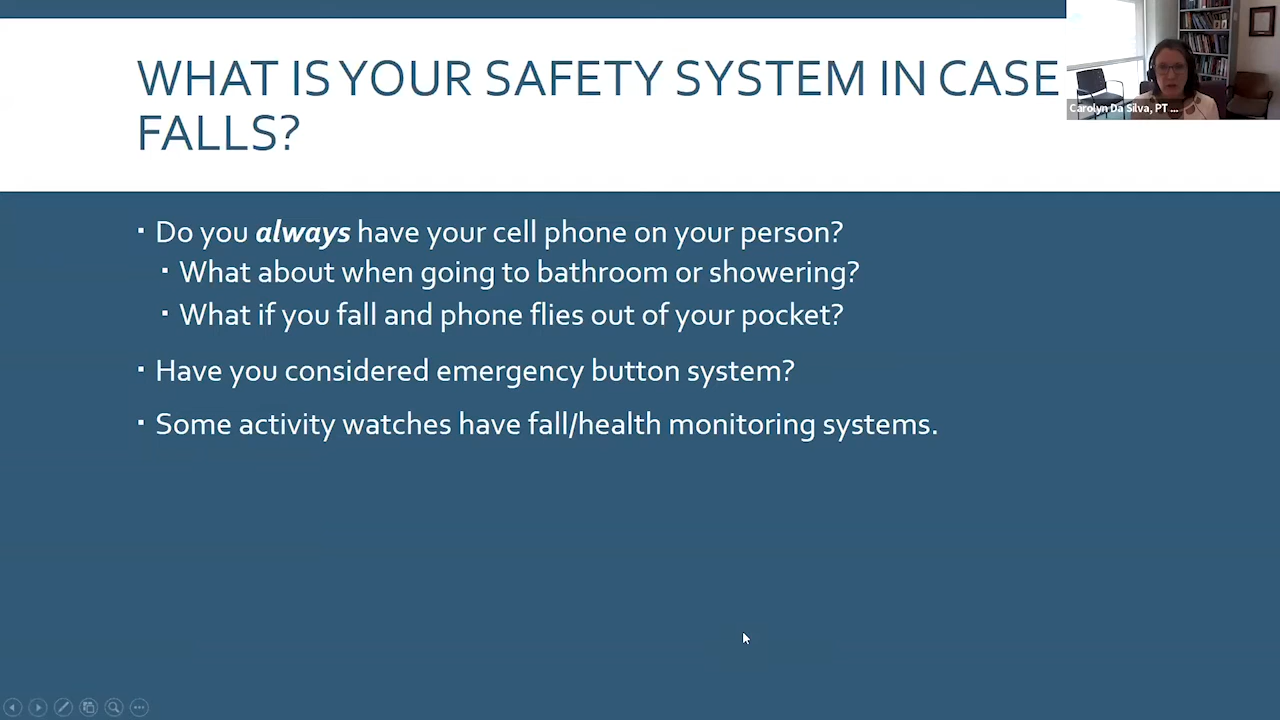 WHAT IS YOUR SAFETY SYSTEM IN CASE
FALLS?
Carolyn Da Silva, PT ...
▪ Do you always have your cell phone on your person?
▪ What about when going to bathroom or showering?
▪ What if you fall and phone flies out of your pocket?
▪ Have you considered emergency button system?
▪ Some activity watches have fall/health monitoring systems.